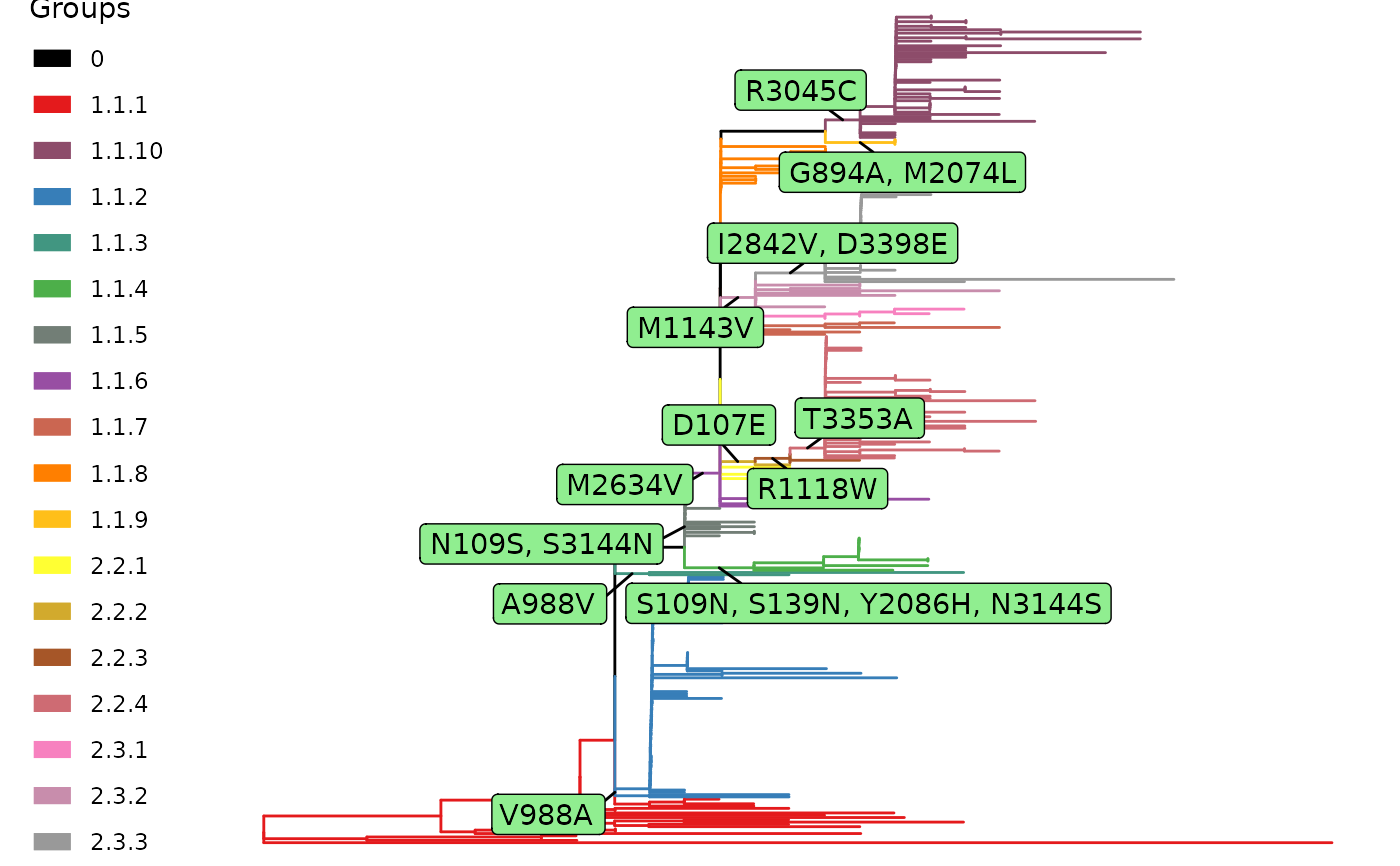 Groups
0
1.1.1
1.1.10
1.1.2
1.1.3
1.1.4
1.1.5
1.1.6
1.1.7
1.1.8
1.1.9
2.2.1
2.2.2
2.2.3
2.2.4
2.3.1
2.3.2
2.3.3
R3045C
G894A, M2074L
I2842V, D3398E
M1143V
D107E
T3353A
M2634V
R1118W
N109S, S3144N
A988V
S109N, S139N, Y2086H, N3144S
V988A